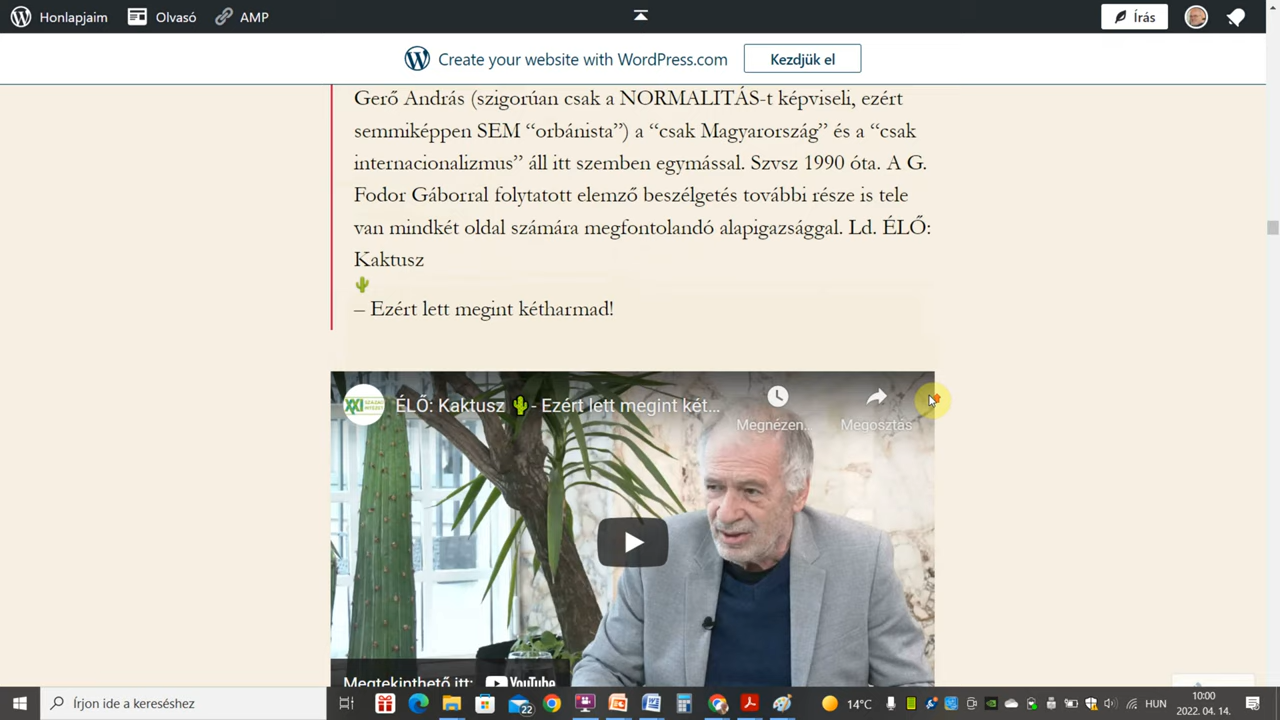 Honlapjaim Olvasó AMP Írás
Create your website with WordPress.com Kezdjük el
Gerő András (szigorúan csak a NORMALITÁS-t képviseli, ezért
semmiképpen SEM “orbánista”) a “csak Magyarország” és a “csak
internacionalizmus” áll itt szemben egymással. Szvsz 1990 óta. A G.
Fodor Gáborral folytatott elemző beszélgetés további része is tele
van mindkét oldal számára megfontolandó alapigazsággal. Ld. ÉLŐ:
Kaktusz
🌵
– Ezért lett megint kétharmad!
XXI SZÁZAD INTÉZET
ÉLŐ: Kaktusz 🌵- Ezért lett megint két...
Megnézen... Megosztás
Megtekinthető itt: YouTube
Írjon ide a kereséshez 22 14°C HUN 10:00
2022. 04. 14.